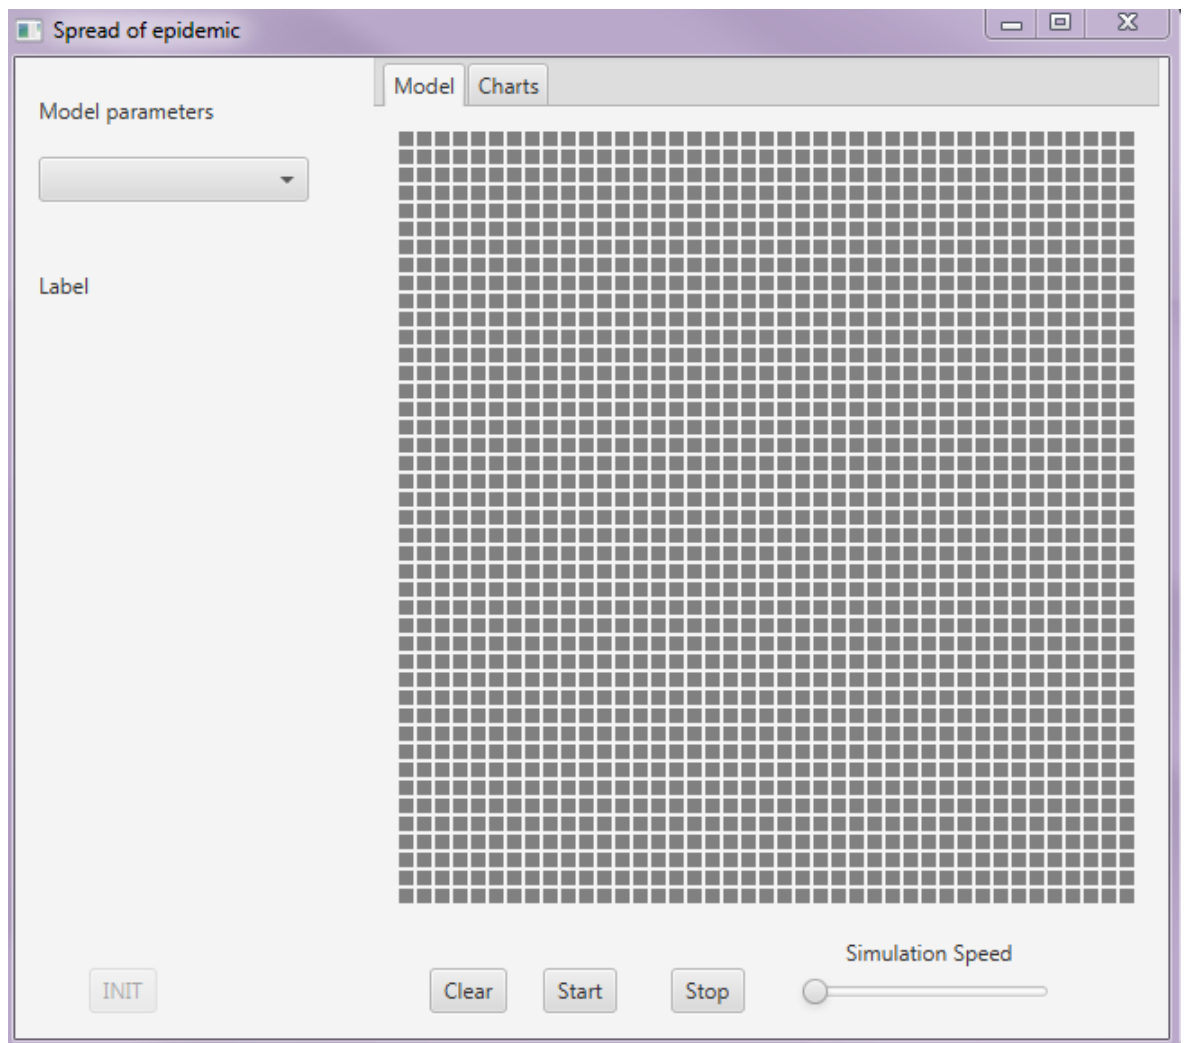 Spread of epidemic
Model Charts
Model parameters
Label
Simulation Speed
INIT Clear Start Stop